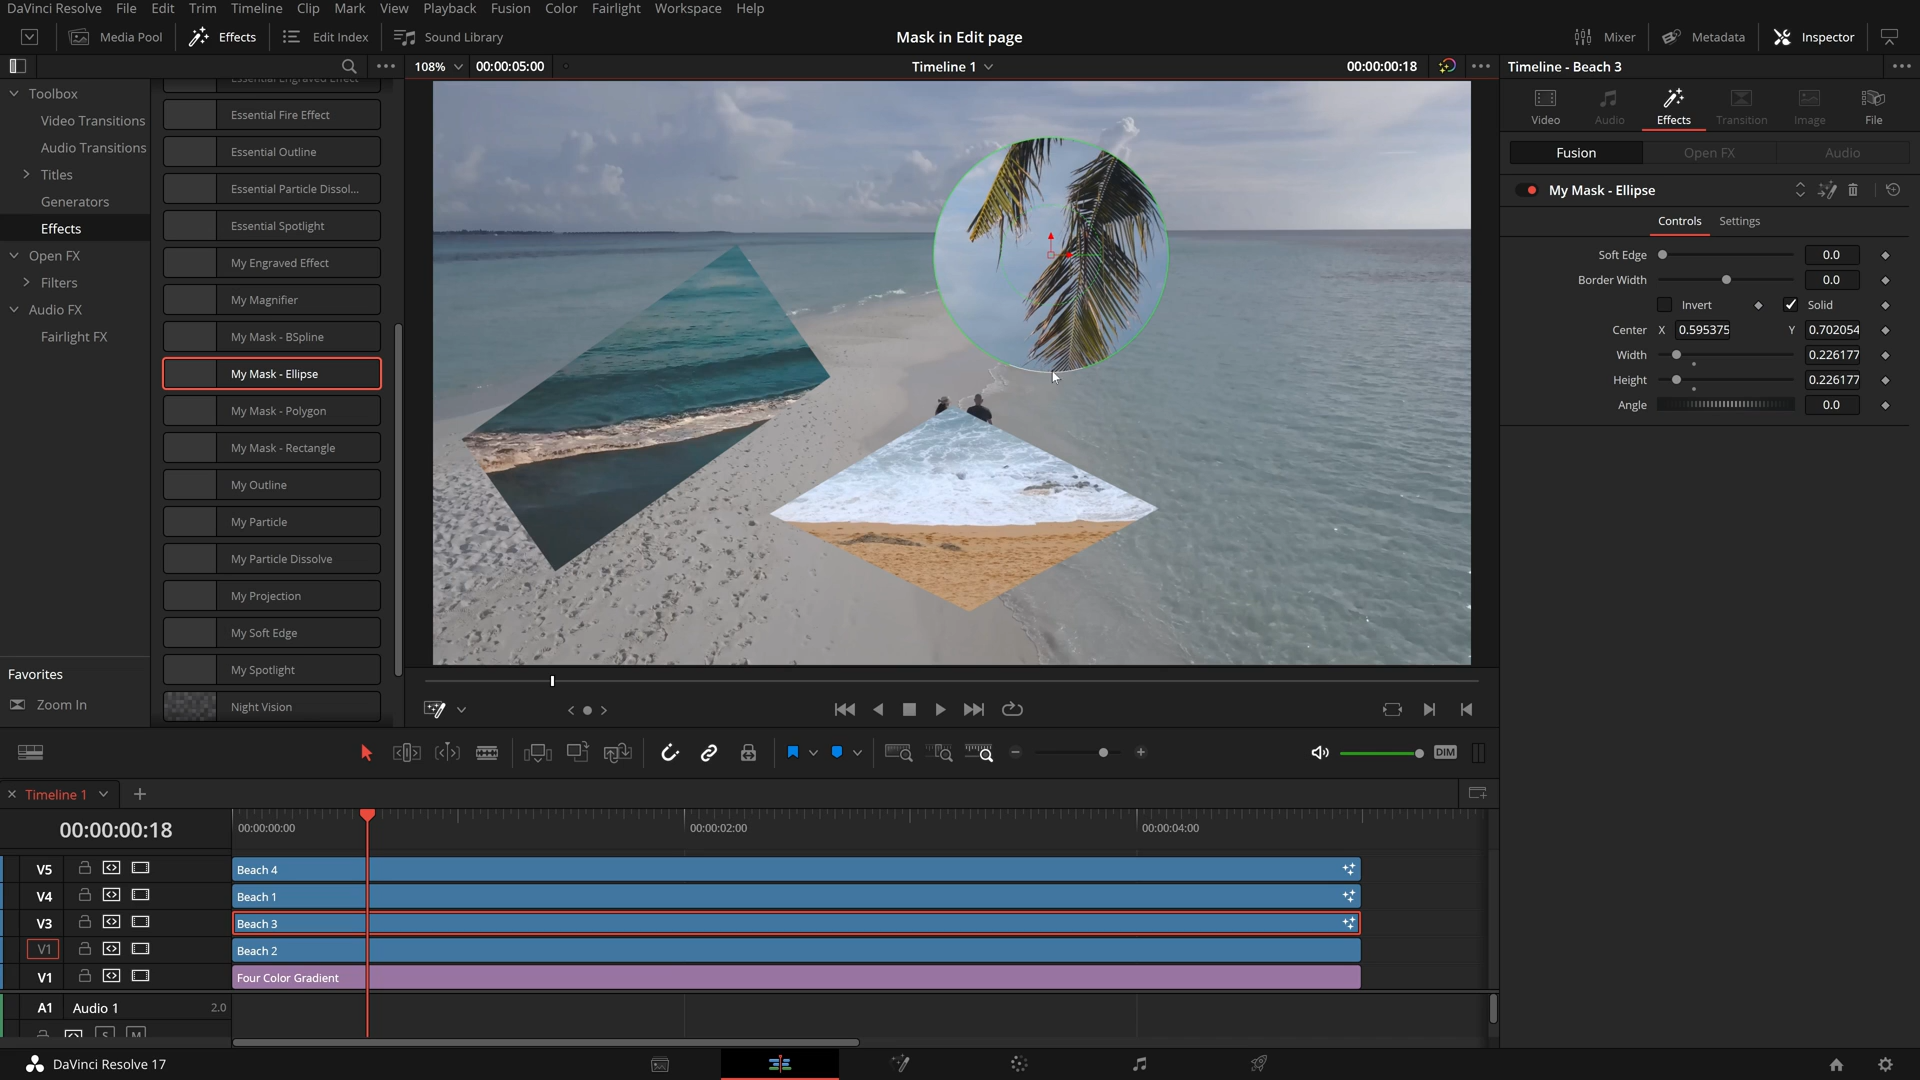 DaVinci Resolve File Edit Trim Timeline Clip Mark View Playback Fusion Color Fairlight Workspace Help
Media Pool Effects Edit Index Sound Library Mask in Edit page Mixer Metadata Inspector
108% 00:00:05:00 Timeline 1 00:00:00:18 Timeline - Beach 3
Toolbox
Video Transitions
Audio Transitions
Titles
Generators
Effects
Open FX
Filters
Audio FX
Fairlight FX
Favorites
Zoom In
Essential Engraved Effect
Essential Fire Effect
Essential Outline
Essential Particle Dissol...
Essential Spotlight
My Engraved Effect
My Magnifier
My Mask - BSpline
My Mask - Ellipse
My Mask - Polygon
My Mask - Rectangle
My Outline
My Particle
My Particle Dissolve
My Projection
My Soft Edge
My Spotlight
Night Vision
Video Audio Effects Transition Image File
Fusion Open FX Audio
My Mask - Ellipse
Controls Settings
Soft Edge 0.0
Border Width 0.0
Invert Solid
Center X 0.595375 Y 0.702054
Width 0.226177
Height 0.226177
Angle 0.0
DIM
Timeline 1
00:00:00:18 00:00:00:00 00:00:02:00 00:00:04:00
V5 Beach 4
V4 Beach 1
V3 Beach 3
V1 Beach 2
V1 Four Color Gradient
A1 Audio 1 2.0
S M
DaVinci Resolve 17